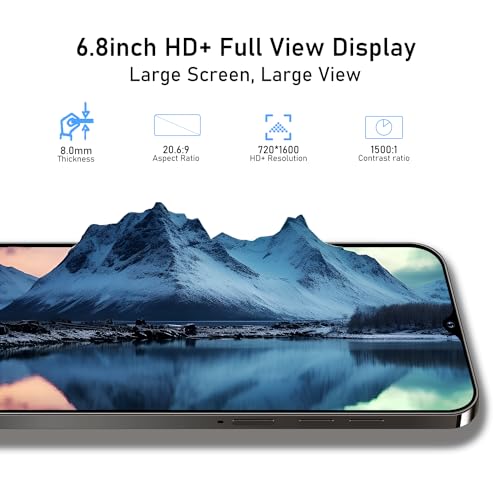 6.8inch HD+ Full View Display
Large Screen, Large View
8.0mm
Thickness
20.6:9
Aspect Ratio
720*1600
HD+ Resolution
1500:1
Contrast ratio